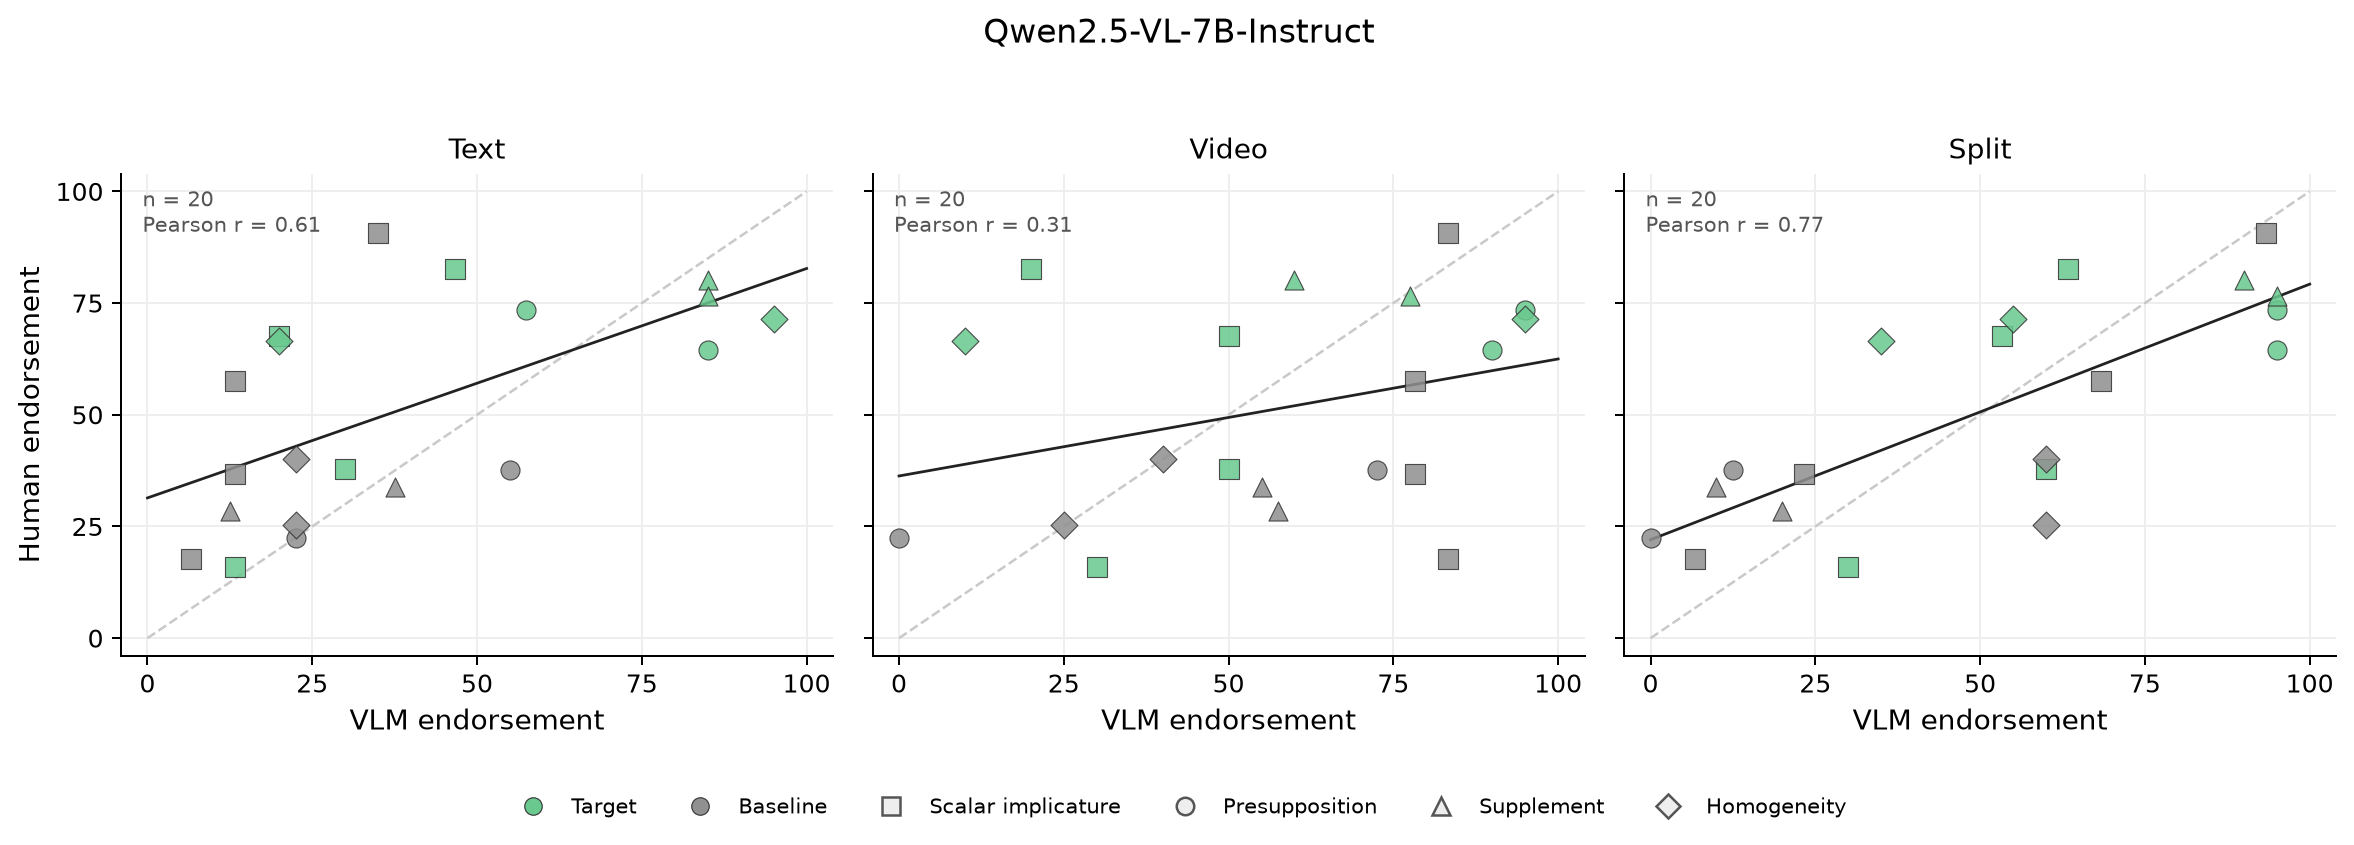 Qwen2.5-VL-7B-Instruct
Text
n = 20
Pearson r = 0.61
Human endorsement
100
75
50
25
0
0 25 50 75 100
VLM endorsement
Video
n = 20
Pearson r = 0.31
0 25 50 75 100
VLM endorsement
Split
n = 20
Pearson r = 0.77
0 25 50 75 100
VLM endorsement
Target Baseline Scalar implicature Presupposition Supplement Homogeneity